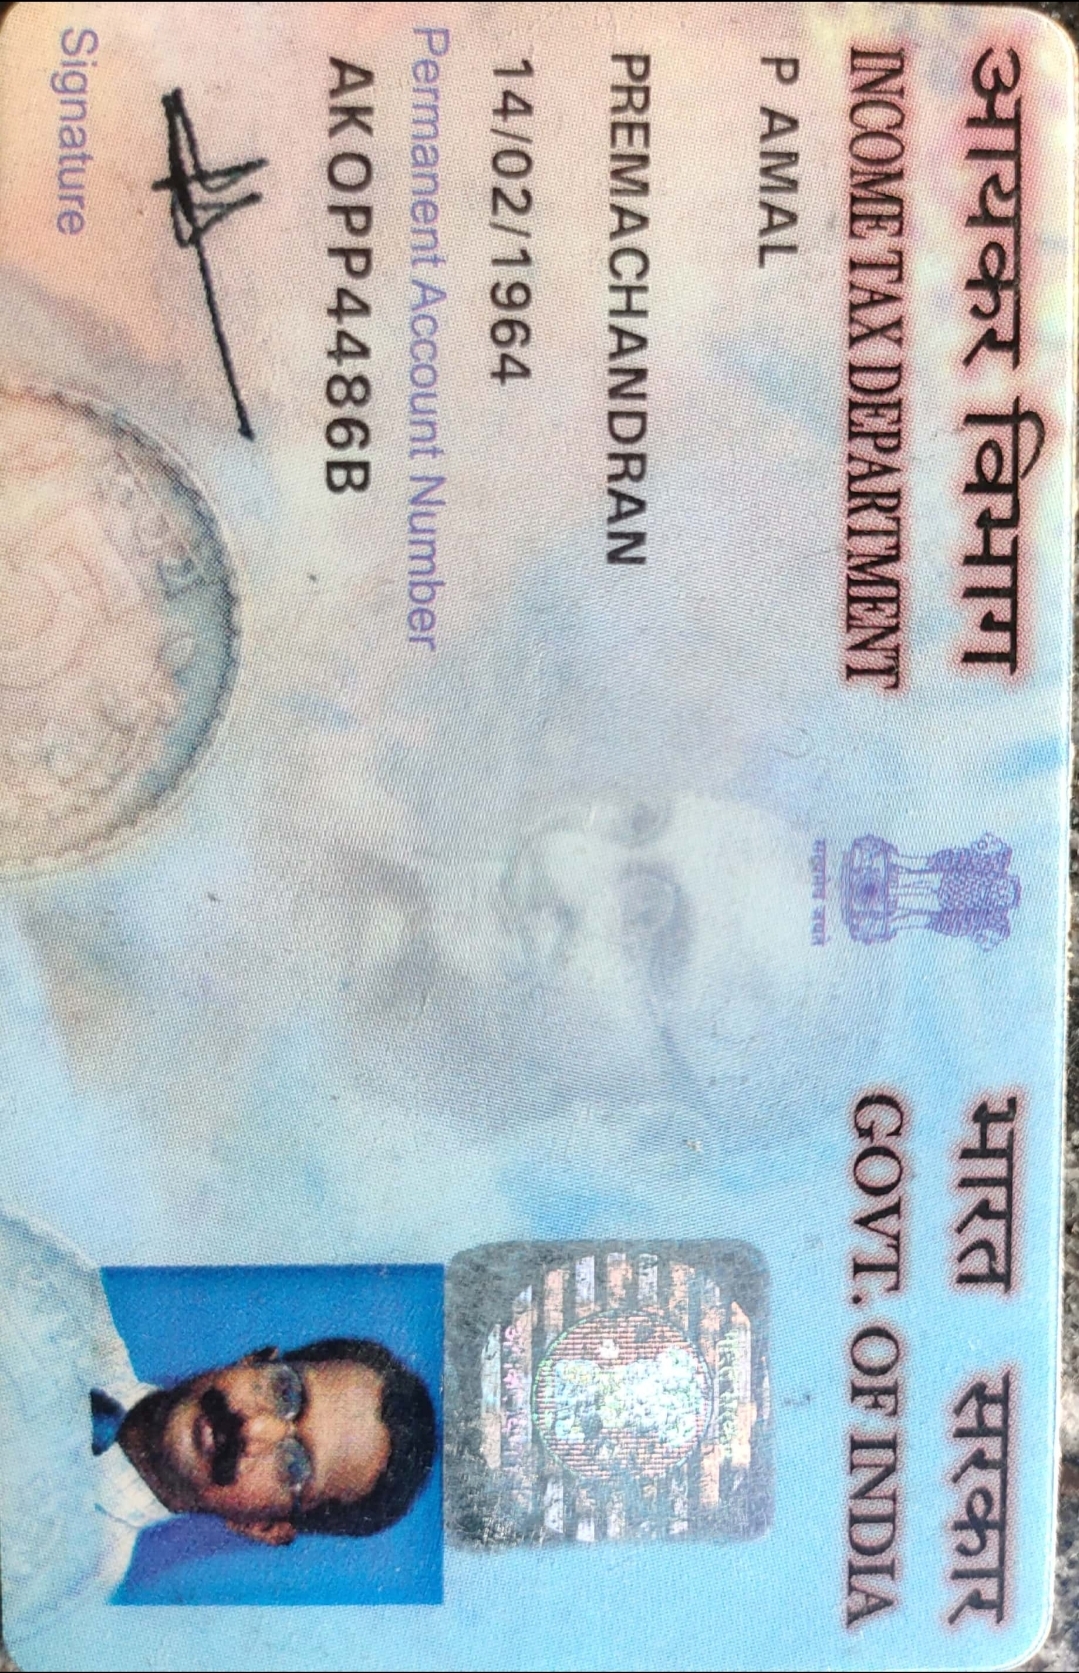 आयकर विभाग
INCOME TAX DEPARTMENT
भारत सरकार
GOVT. OF INDIA
सत्यमेव जयते
P AMAL
PREMACHANDRAN
14/02/1964
Permanent Account Number
AKOPP4486B
Signature